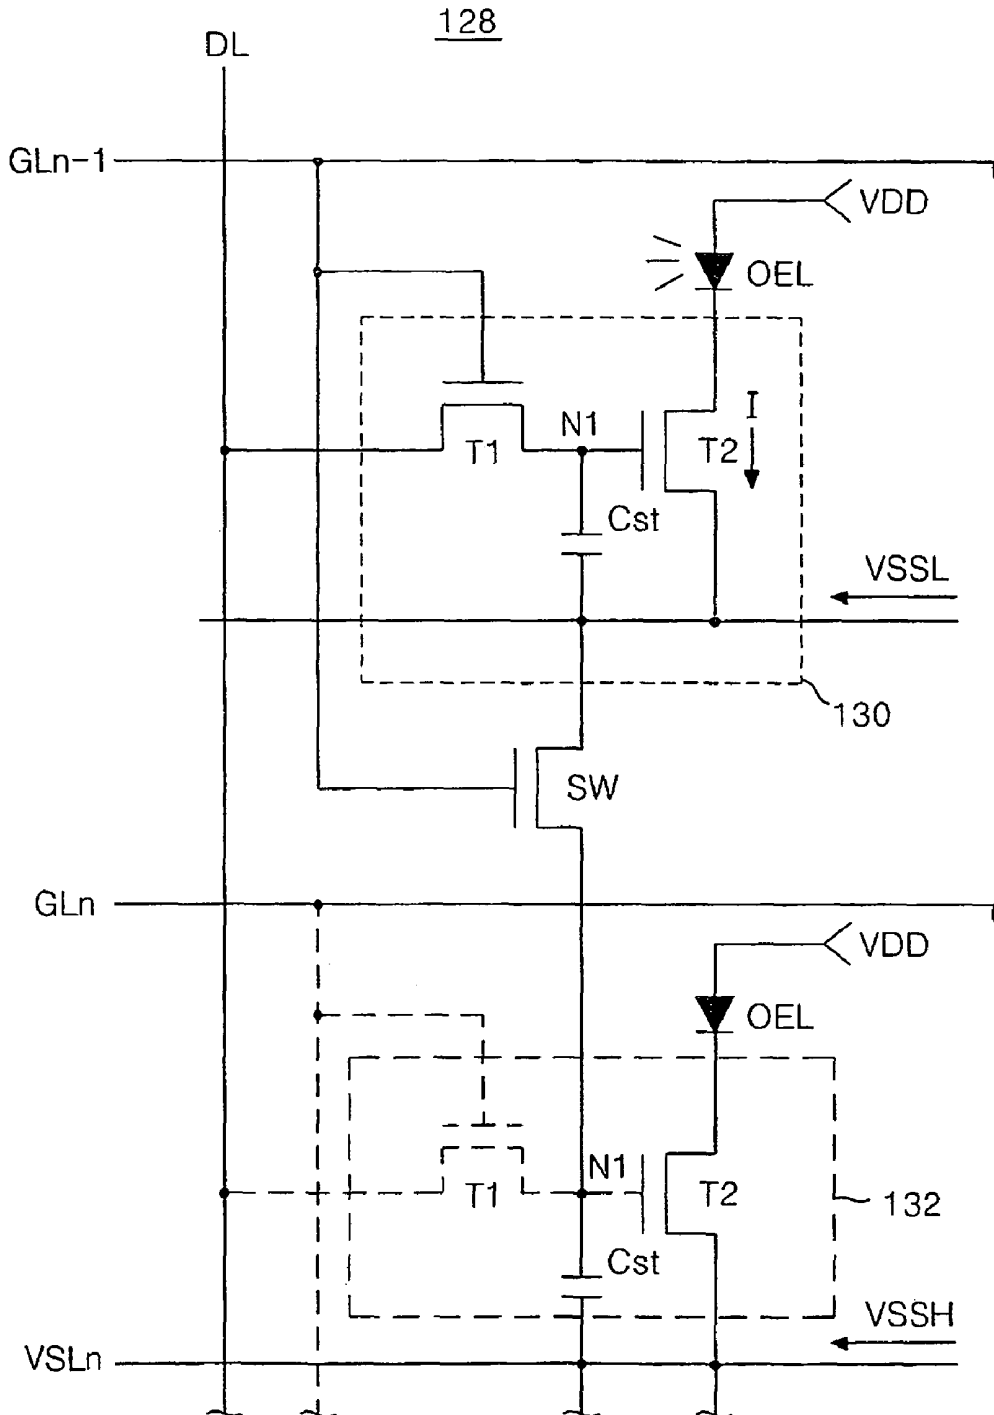 128
DL
GLn-1
VDD
OEL
I
N1
T1
T2
Cst
VSSL
130
SW
GLn
VDD
OEL
N1
T1
T2
132
Cst
VSSH
VSLn